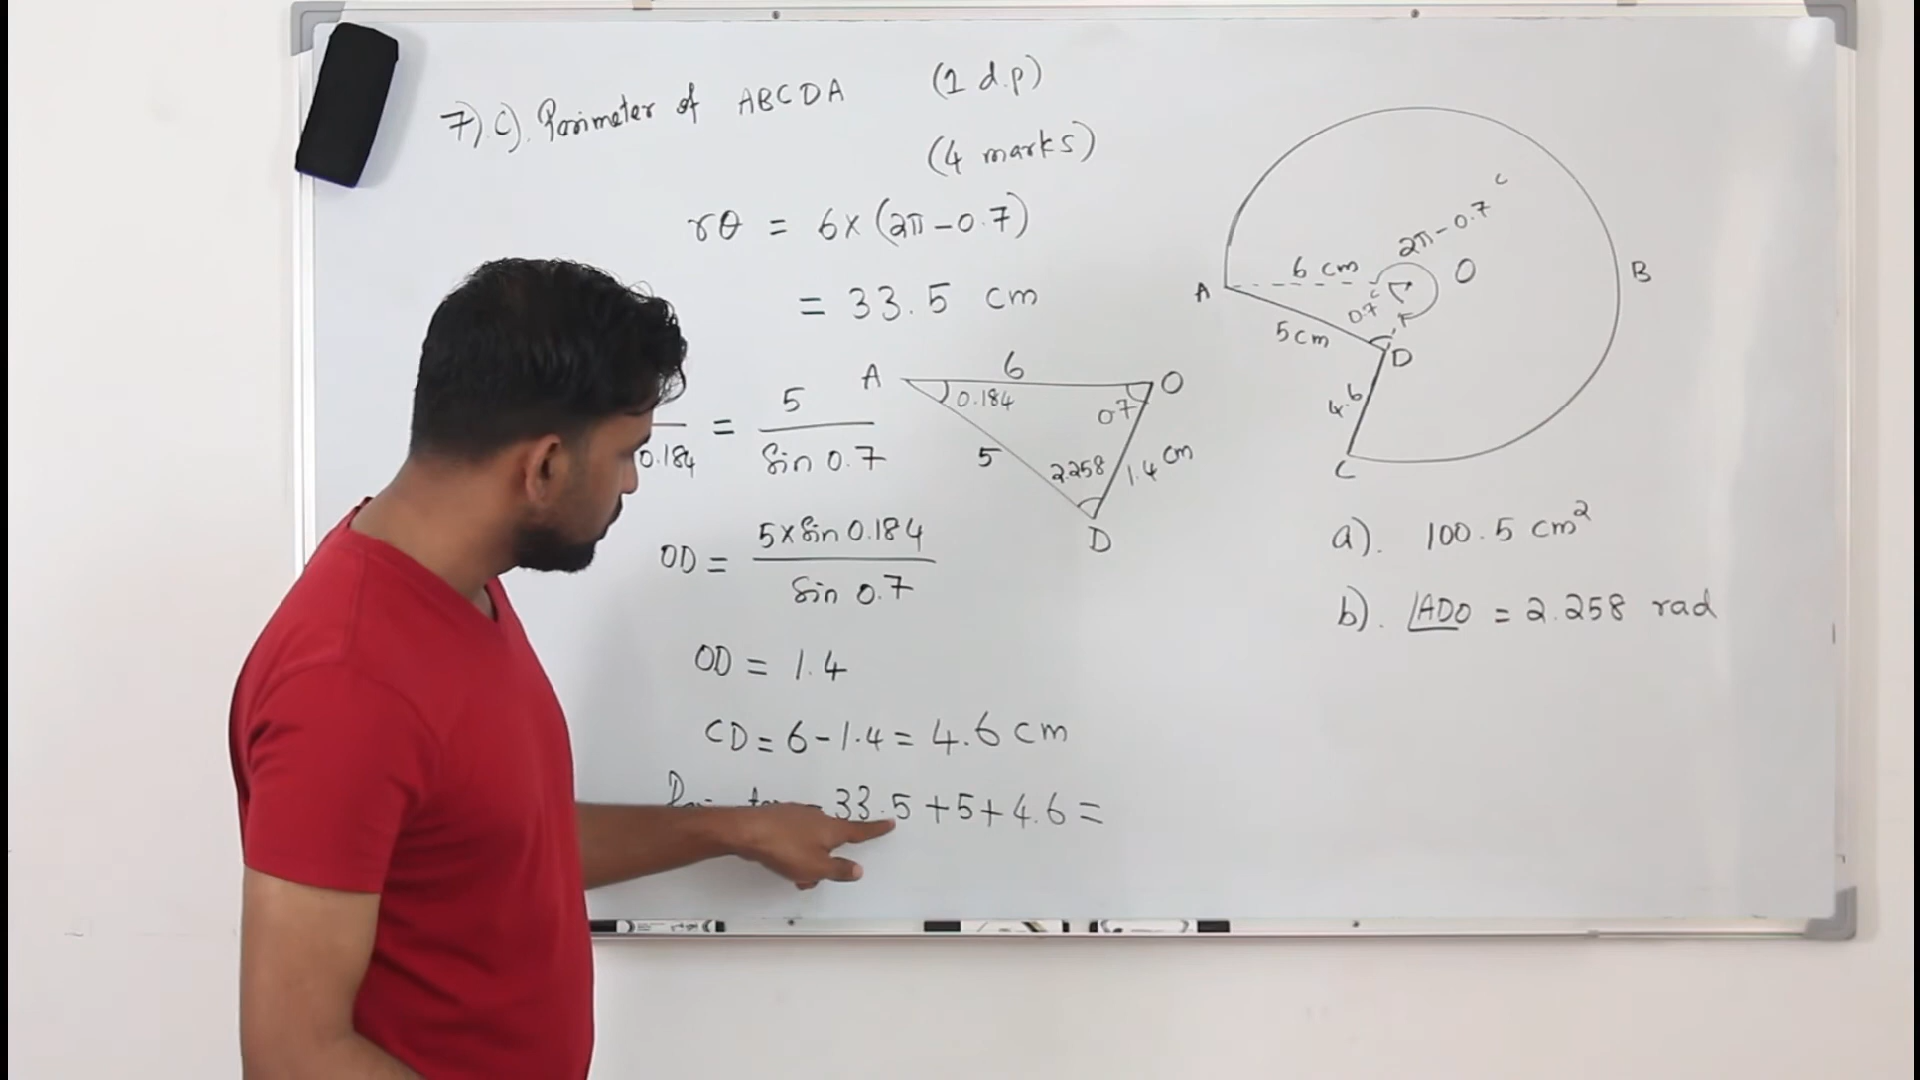 7).c). Perimeter of ABCDA (1 d.p)
(4 marks)
rθ = 6×(2π-0.7)
= 33.5 cm
0.184 = 5 / Sin 0.7
OD = 5×Sin 0.184 / Sin 0.7
OD = 1.4
CD = 6-1.4 = 4.6 cm
33.5+5+4.6=
A 6 O
0.184 0.7
5 2.258 1.4 cm
D
2π-0.7 c
6 cm O B
A 0.7 c
5cm D
4.6
C
a). 100.5 cm²
b). ∠ADO = 2.258 rad